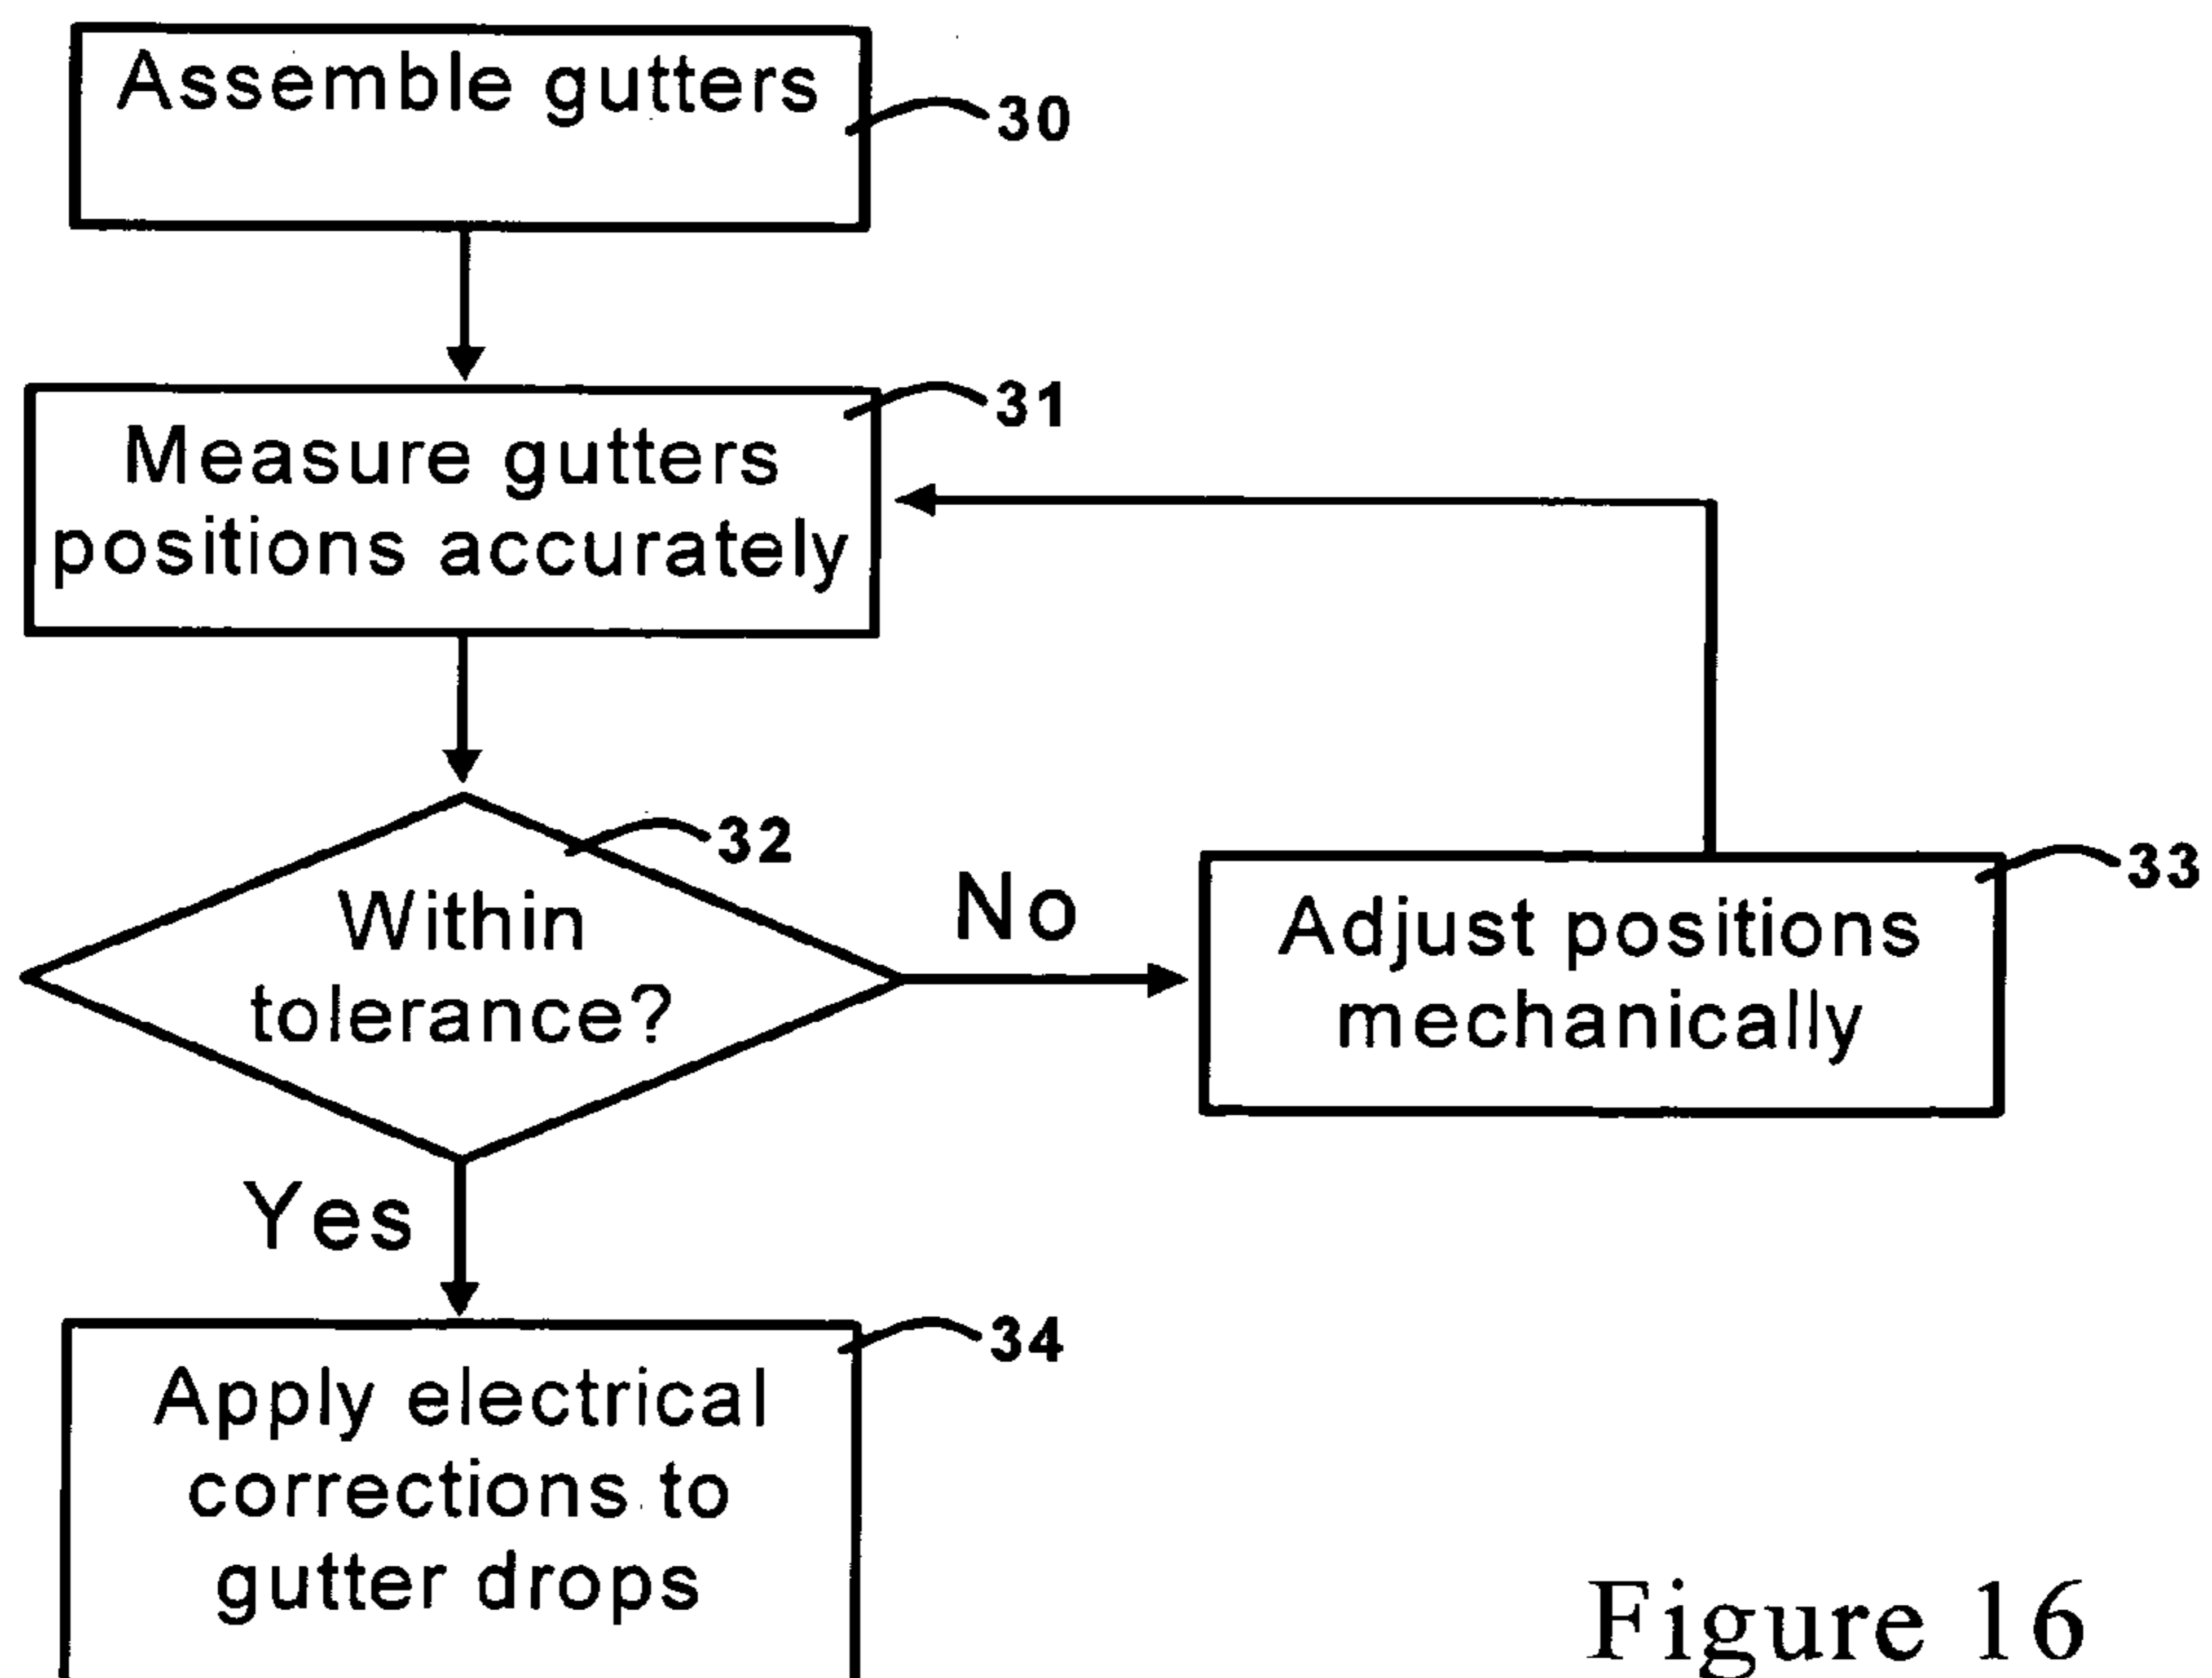 Assemble gutters
30
31
Measure gutters
positions accurately
32
Within
tolerance?
No
33
Adjust positions
mechanically
Yes
34
Apply electrical
corrections to
gutter drops
Figure 16